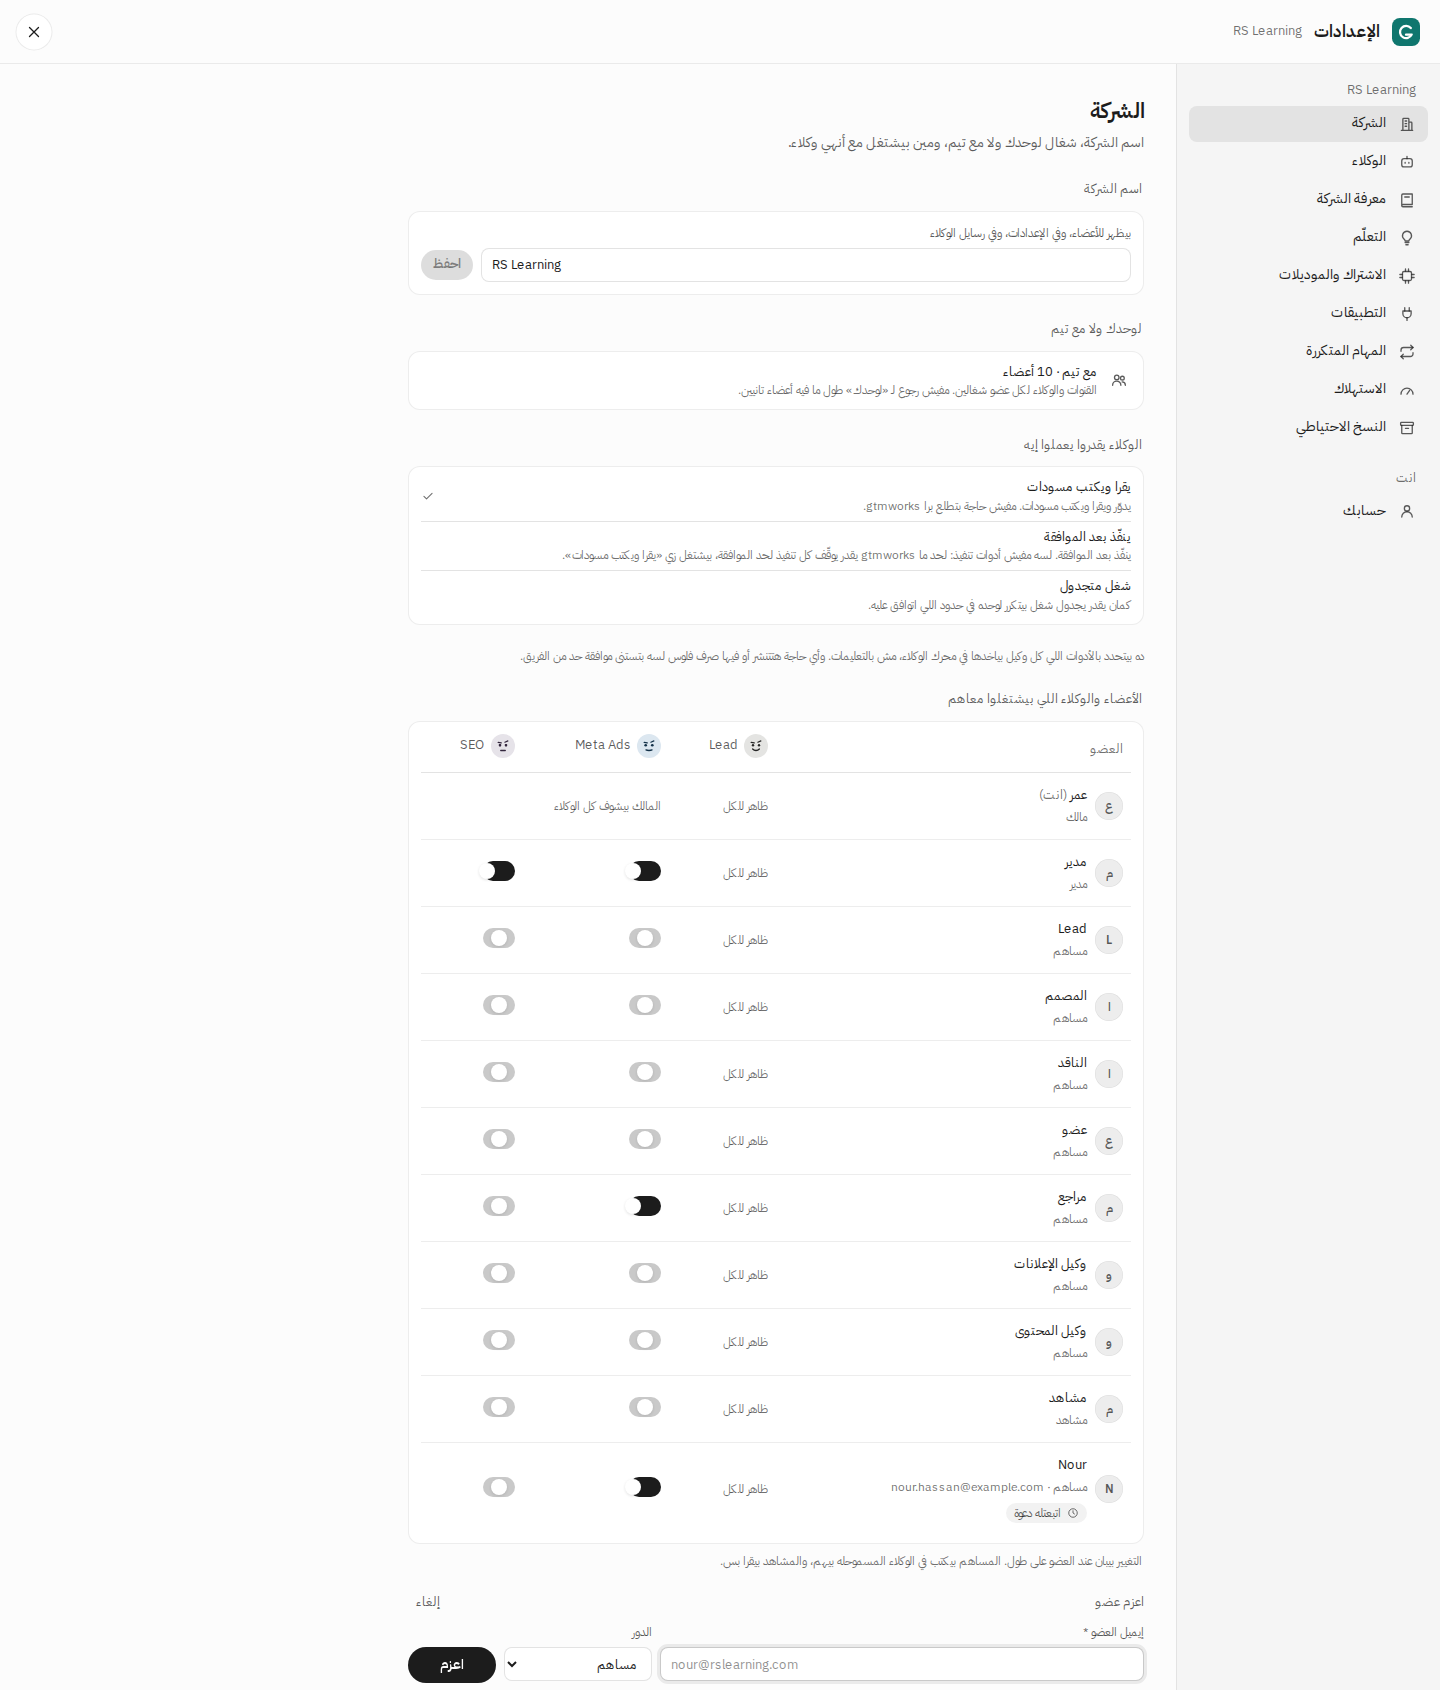 الإعدادات RS Learning
RS Learning
الشركة
الوكلاء
معرفة الشركة
التعلّم
الاشتراك والموديلات
التطبيقات
المهام المتكررة
الاستهلاك
النسخ الاحتياطي
انت
حسابك
الشركة
اسم الشركة، شغال لوحدك ولا مع تيم، ومين بيشتغل مع أنهي وكلاء.
اسم الشركة
بيظهر للأعضاء، وفي الإعدادات، وفي رسايل الوكلاء
RS Learning احفظ
لوحدك ولا مع تيم
مع تيم · 10 أعضاء
القنوات والوكلاء لكل عضو شغالين. مفيش رجوع لـ «لوحدك» طول ما فيه أعضاء تانيين.
الوكلاء يقدروا يعملوا إيه
يقرا ويكتب مسودات
يدوّر ويقرا ويكتب مسودات. مفيش حاجة بتطلع برا gtmworks.
ينفّذ بعد الموافقة
ينفّذ بعد الموافقة. لسه مفيش أدوات تنفيذ: لحد ما gtmworks يقدر يوقّف كل تنفيذ لحد الموافقة، بيشتغل زي «يقرا ويكتب مسودات».
شغل متجدول
كمان يقدر يجدول شغل بيتكرر لوحده في حدود اللي اتوافق عليه.
ده بيتحدد بالأدوات اللي كل وكيل بياخدها في محرك الوكلاء، مش بالتعليمات. وأي حاجة هتتنشر أو فيها صرف فلوس لسه بتستنى موافقة حد من الفريق.
الأعضاء والوكلاء اللي بيشتغلوا معاهم
العضو Lead Meta Ads SEO
ع عمر (انت) ظاهر للكل المالك بيشوف كل الوكلاء
مالك
م مدير ظاهر للكل
مدير
L Lead ظاهر للكل
مساهم
ا المصمم ظاهر للكل
مساهم
ا الناقد ظاهر للكل
مساهم
ع عضو ظاهر للكل
مساهم
م مراجع ظاهر للكل
مساهم
و وكيل الإعلانات ظاهر للكل
مساهم
و وكيل المحتوى ظاهر للكل
مساهم
م مشاهد ظاهر للكل
مشاهد
N Nour ظاهر للكل
مساهم · nour.hassan@example.com
اتبعتله دعوة
التغيير بيبان عند العضو على طول. المساهم بيكتب في الوكلاء المسموحله بيهم، والمشاهد بيقرا بس.
اعزم عضو إلغاء
إيميل العضو * الدور
nour@rslearning.com مساهم اعزم